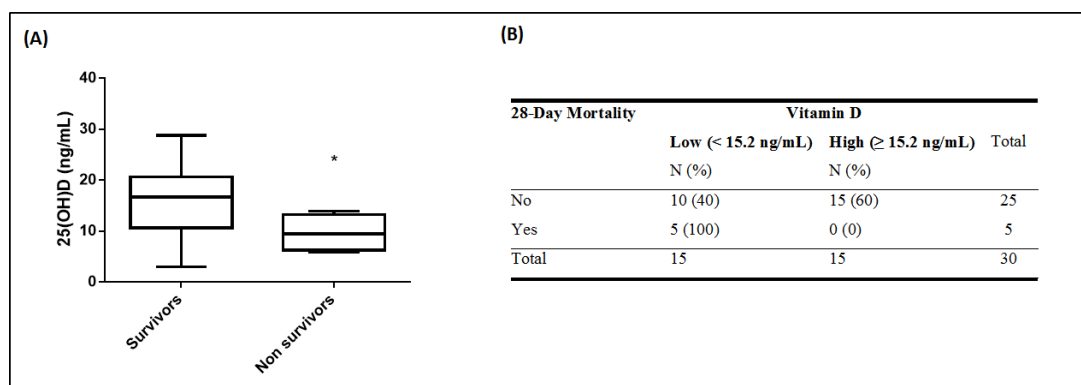 (A)
40
30
20
10
0
25(OH)D (ng/mL)
*
Survivors
Non survivors
(B)
28-Day Mortality Vitamin D
Low (< 15.2 ng/mL) High (≥ 15.2 ng/mL) Total
N (%) N (%)
No 10 (40) 15 (60) 25
Yes 5 (100) 0 (0) 5
Total 15 15 30